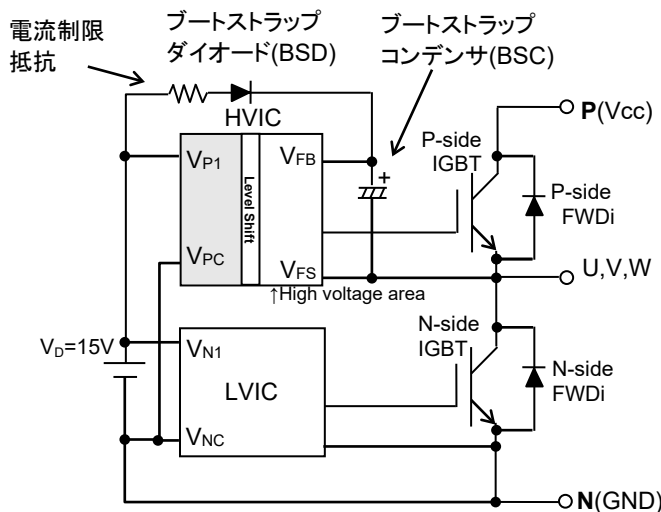 電流制限
抵抗
ブートストラップ
ダイオード(BSD)
ブートストラップ
コンデンサ(BSC)
HVIC
P(Vcc)
VP1
Level Shift
VFB
+
P-side
IGBT
P-side
FWDi
VPC
VFS
↑High voltage area
U,V,W
VD=15V
VN1
LVIC
VNC
N-side
IGBT
N-side
FWDi
N(GND)